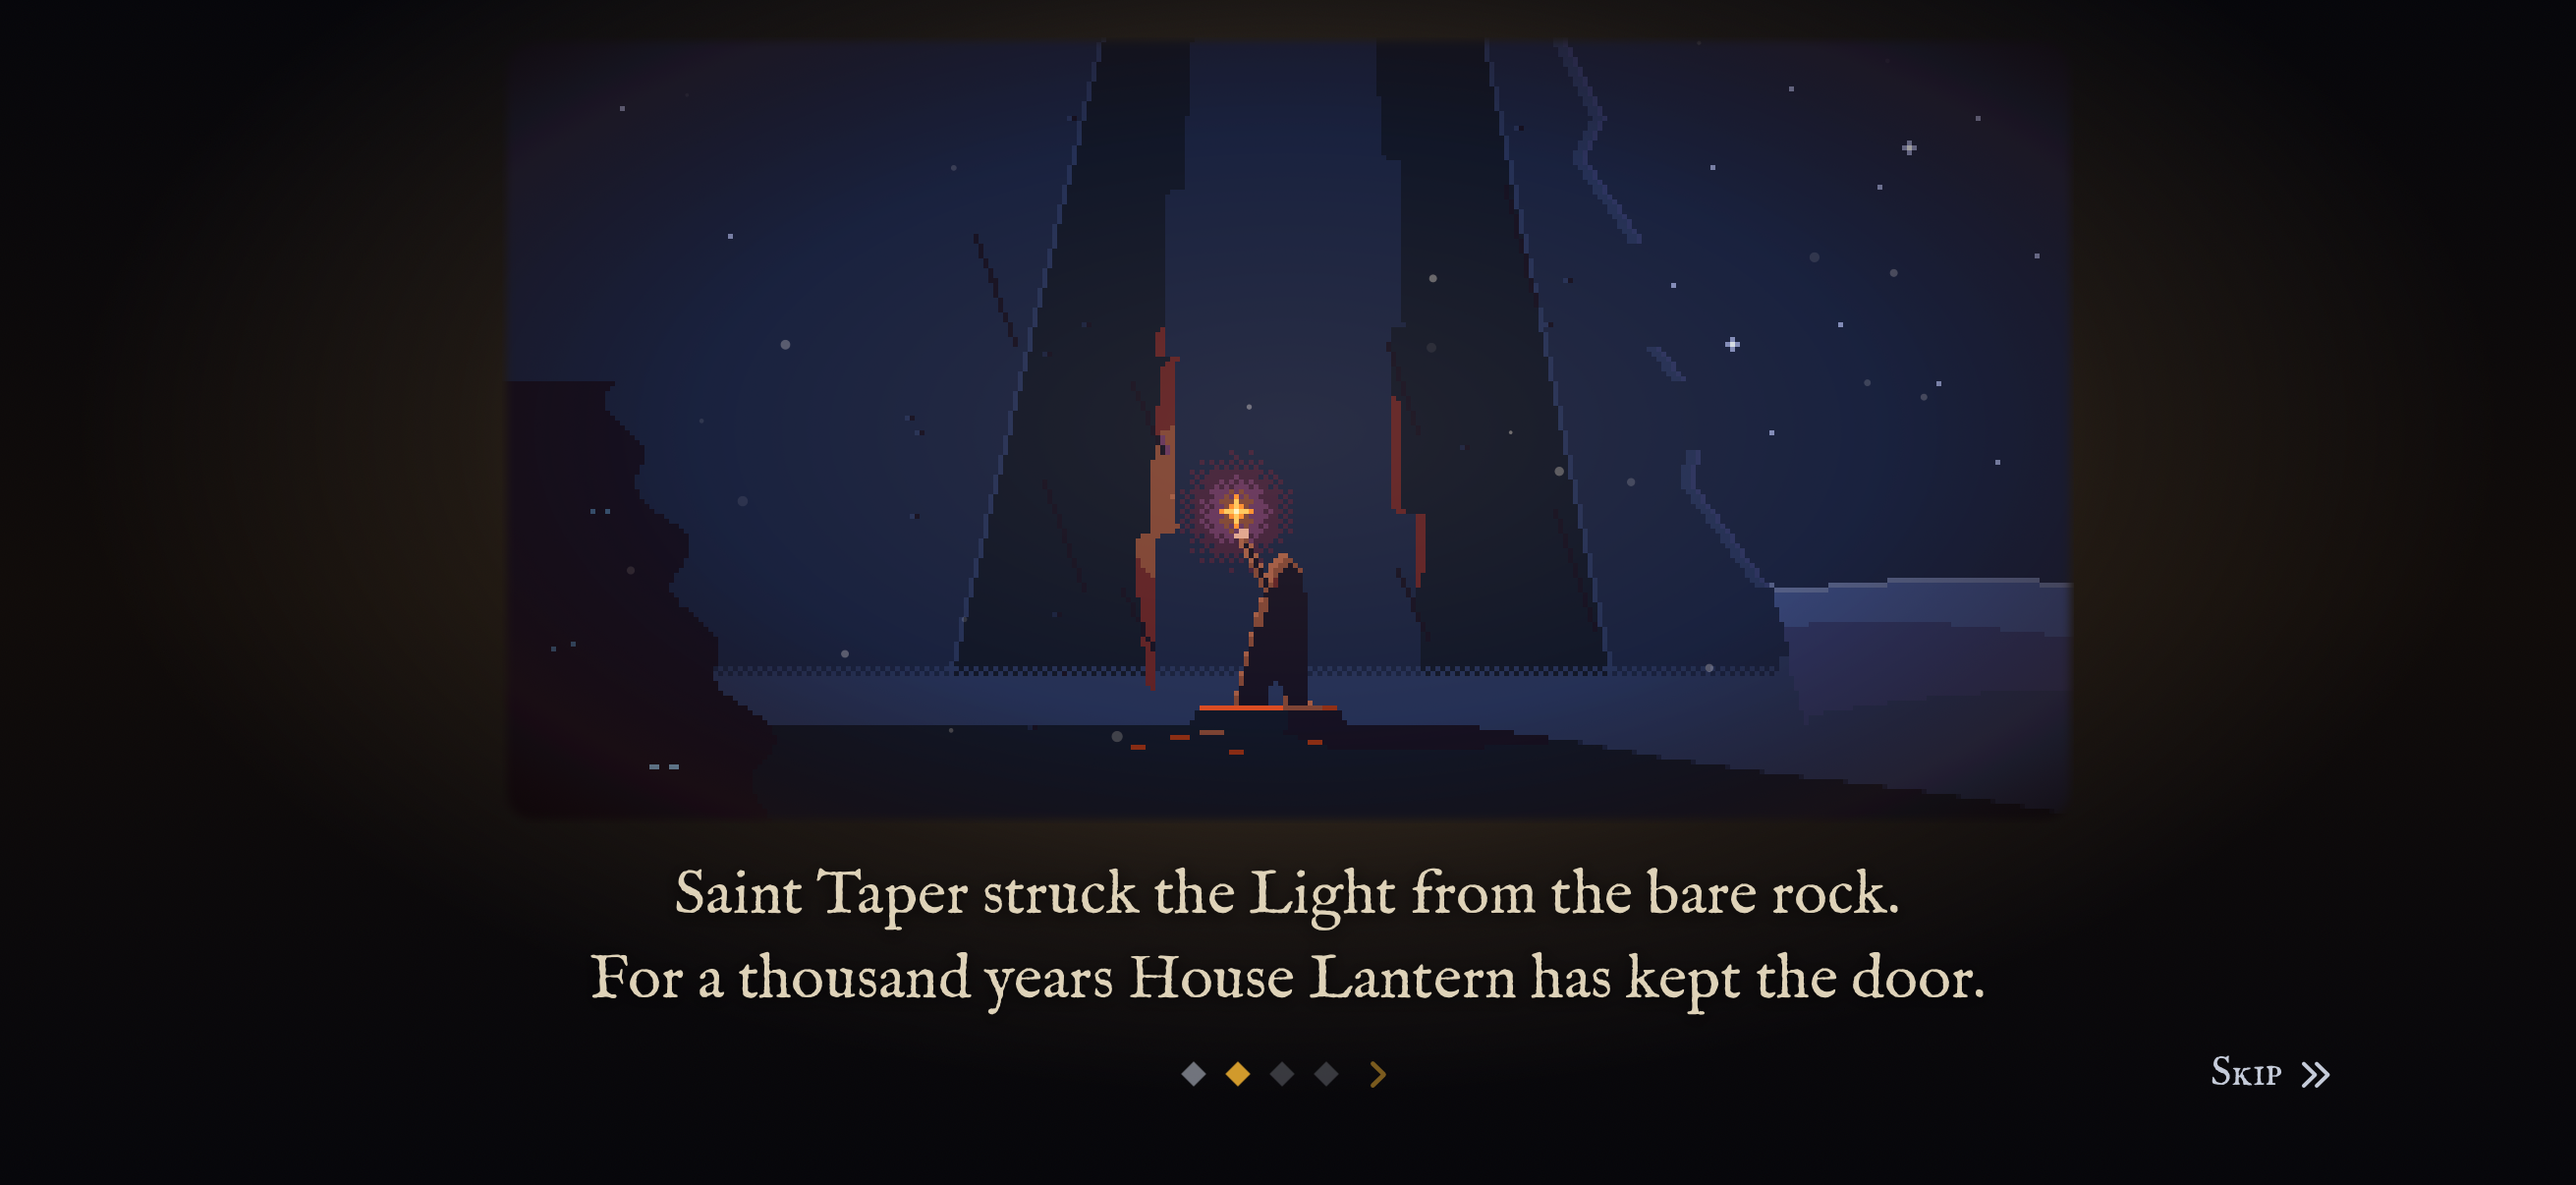 Saint Taper struck the Light from the bare rock.
For a thousand years House Lantern has kept the door.
Skip